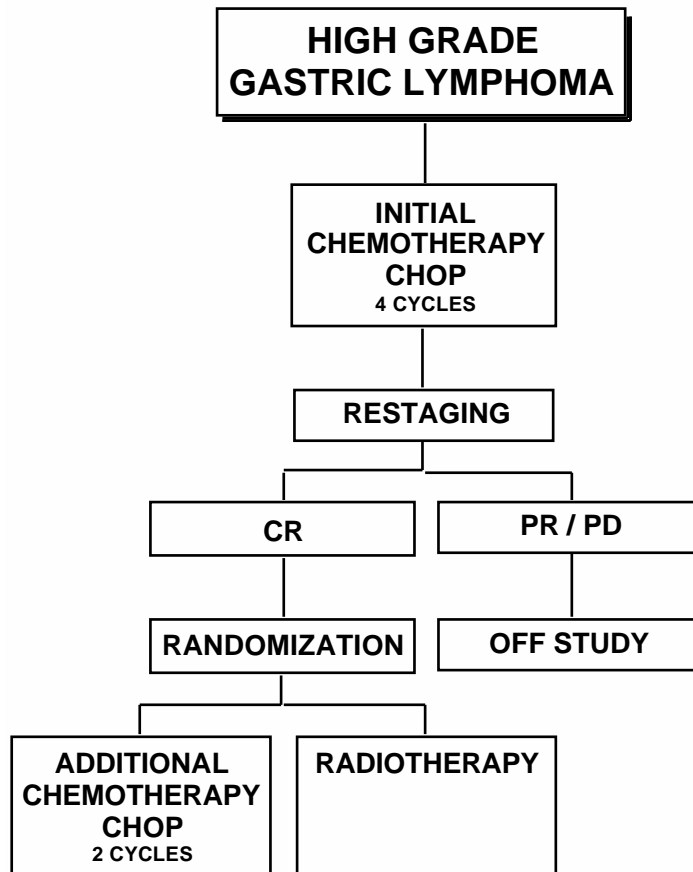 HIGH GRADE
GASTRIC LYMPHOMA
INITIAL
CHEMOTHERAPY
CHOP
4 CYCLES
RESTAGING
CR
PR / PD
RANDOMIZATION
OFF STUDY
ADDITIONAL
CHEMOTHERAPY
CHOP
2 CYCLES
RADIOTHERAPY